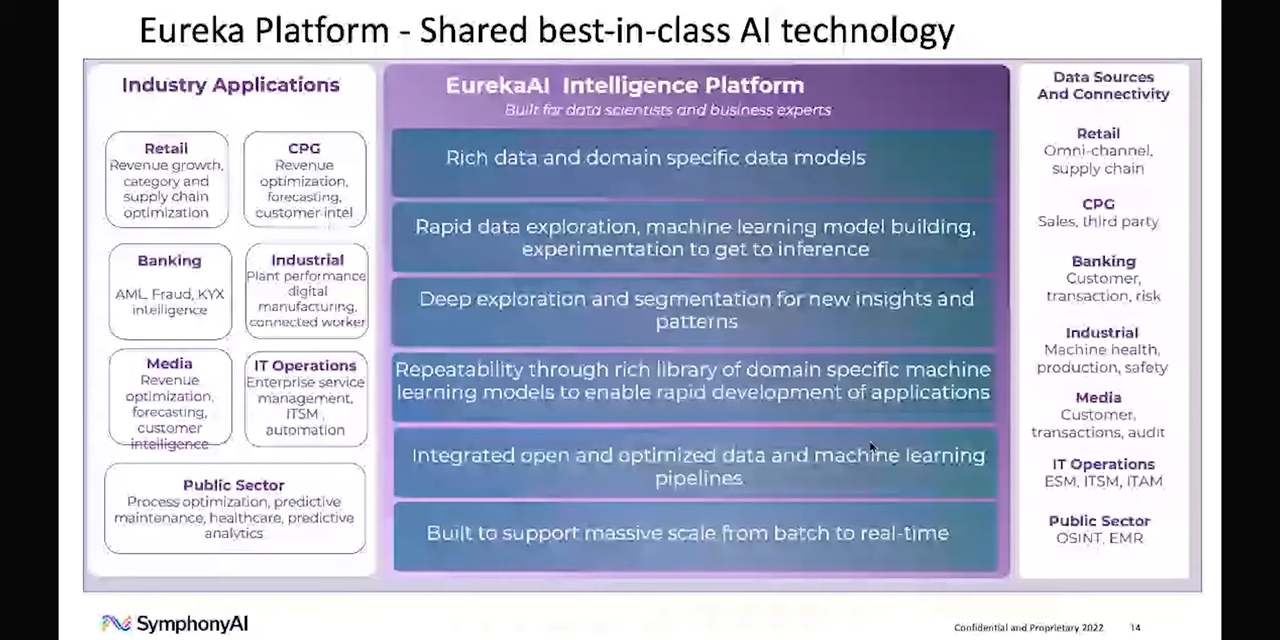 Eureka Platform - Shared best-in-class AI technology
Industry Applications
Retail
Revenue growth,
category and
supply chain
optimization
CPG
Revenue
optimization,
forecasting,
customer intel
Banking
AML, Fraud, KYX
intelligence
Industrial
Plant performance
digital
manufacturing,
connected worker
Media
Revenue
optimization,
forecasting,
customer
intelligence
IT Operations
Enterprise service
management,
ITSM ,
automation
Public Sector
Process optimization, predictive
maintenance, healthcare, predictive
analytics
EurekaAI Intelligence Platform
Built for data scientists and business experts
Rich data and domain specific data models
Rapid data exploration, machine learning model building,
experimentation to get to inference
Deep exploration and segmentation for new insights and
patterns
Repeatability through rich library of domain specific machine
learning models to enable rapid development of applications
Integrated open and optimized data and machine learning
pipelines
Built to support massive scale from batch to real-time
Data Sources
And Connectivity
Retail
Omni-channel,
supply chain
CPG
Sales, third party
Banking
Customer,
transaction, risk
Industrial
Machine health,
production, safety
Media
Customer,
transactions, audit
IT Operations
ESM, ITSM, ITAM
Public Sector
OSINT, EMR
SymphonyAI
Confidential and Proprietary 2022
14